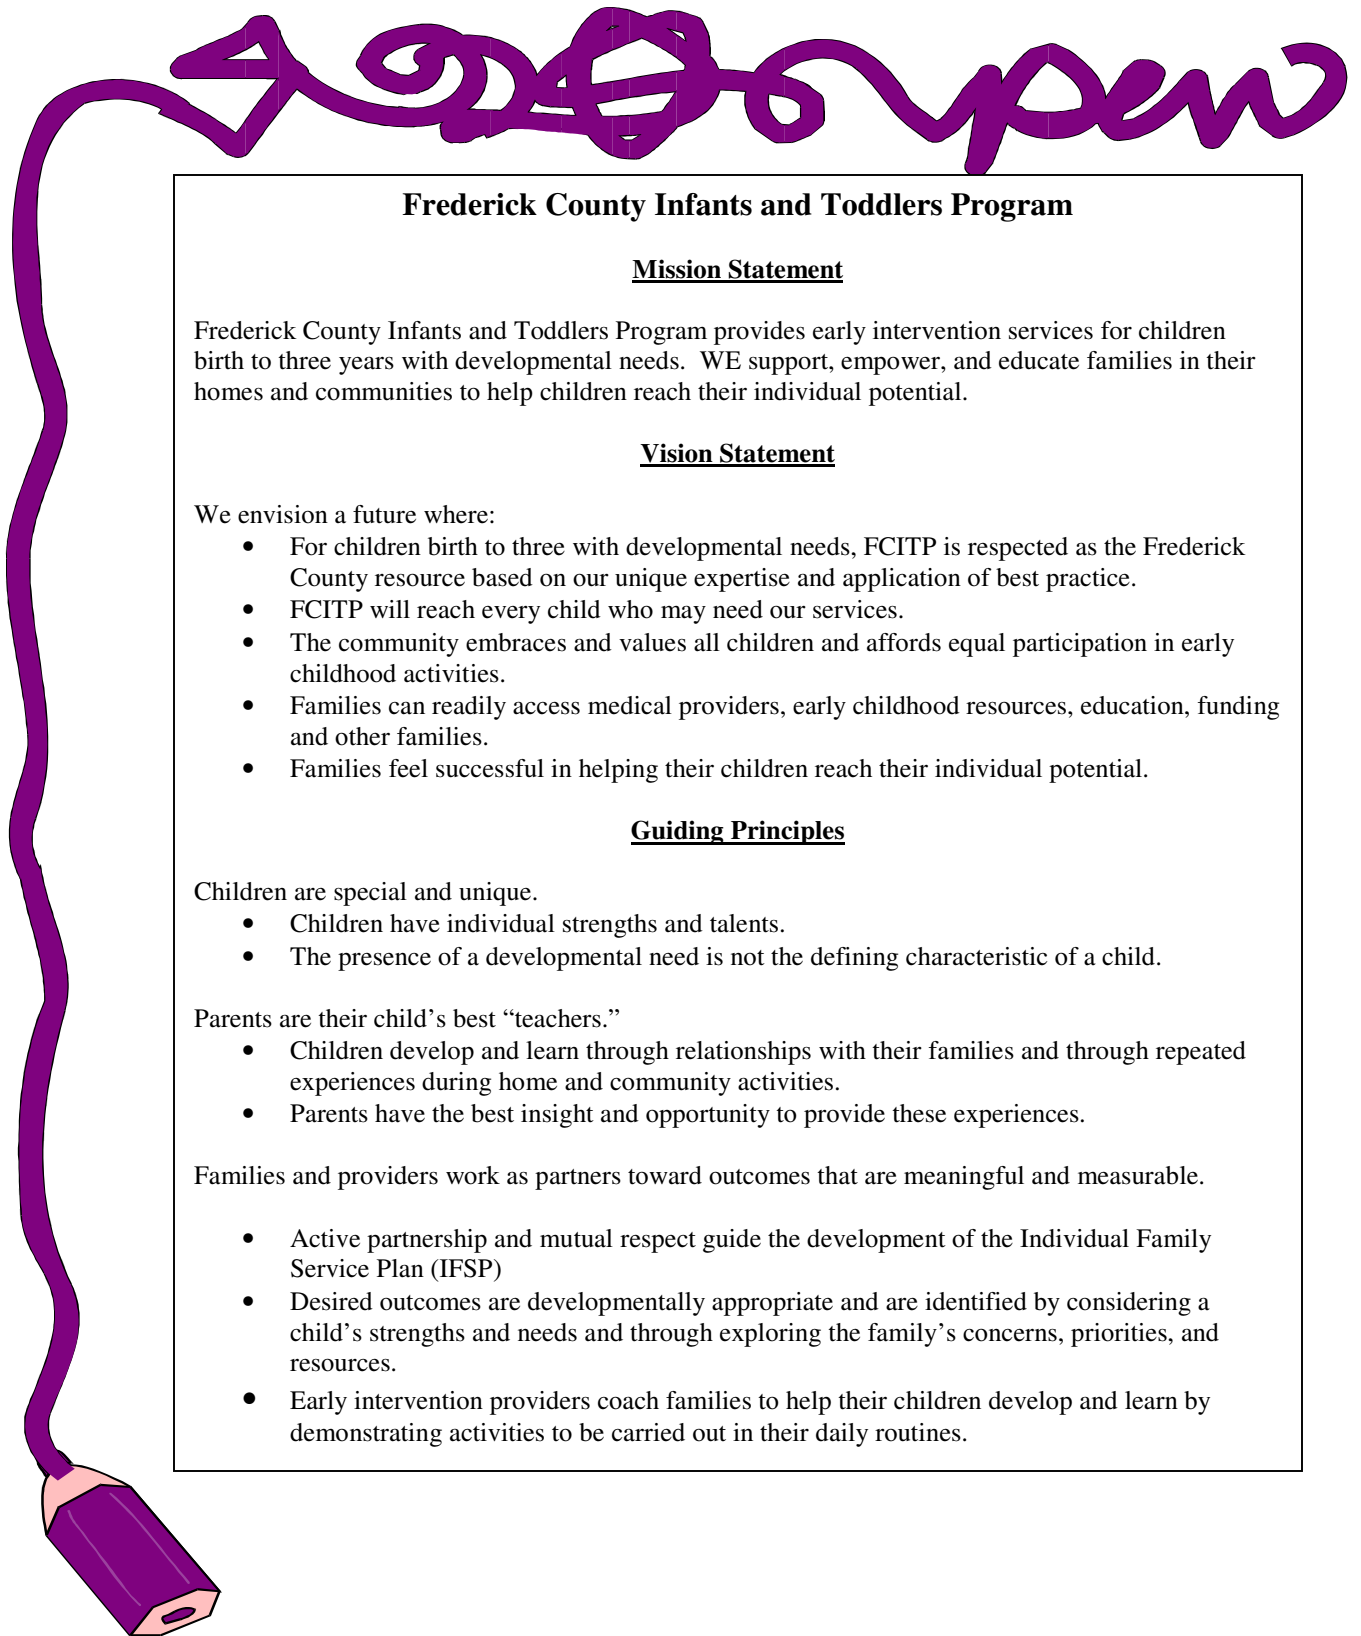 Frederick County Infants and Toddlers Program
Mission Statement
Frederick County Infants and Toddlers Program provides early intervention services for children
birth to three years with developmental needs.  WE support, empower, and educate families in their
homes and communities to help children reach their individual potential.
Vision Statement
We envision a future where:
• For children birth to three with developmental needs, FCITP is respected as the Frederick
County resource based on our unique expertise and application of best practice.
• FCITP will reach every child who may need our services.
• The community embraces and values all children and affords equal participation in early
childhood activities.
• Families can readily access medical providers, early childhood resources, education, funding
and other families.
• Families feel successful in helping their children reach their individual potential.
Guiding Principles
Children are special and unique.
• Children have individual strengths and talents.
• The presence of a developmental need is not the defining characteristic of a child.
Parents are their child’s best “teachers.”
• Children develop and learn through relationships with their families and through repeated
experiences during home and community activities.
• Parents have the best insight and opportunity to provide these experiences.
Families and providers work as partners toward outcomes that are meaningful and measurable.
• Active partnership and mutual respect guide the development of the Individual Family
Service Plan (IFSP)
• Desired outcomes are developmentally appropriate and are identified by considering a
child’s strengths and needs and through exploring the family’s concerns, priorities, and
resources.
• Early intervention providers coach families to help their children develop and learn by
demonstrating activities to be carried out in their daily routines.